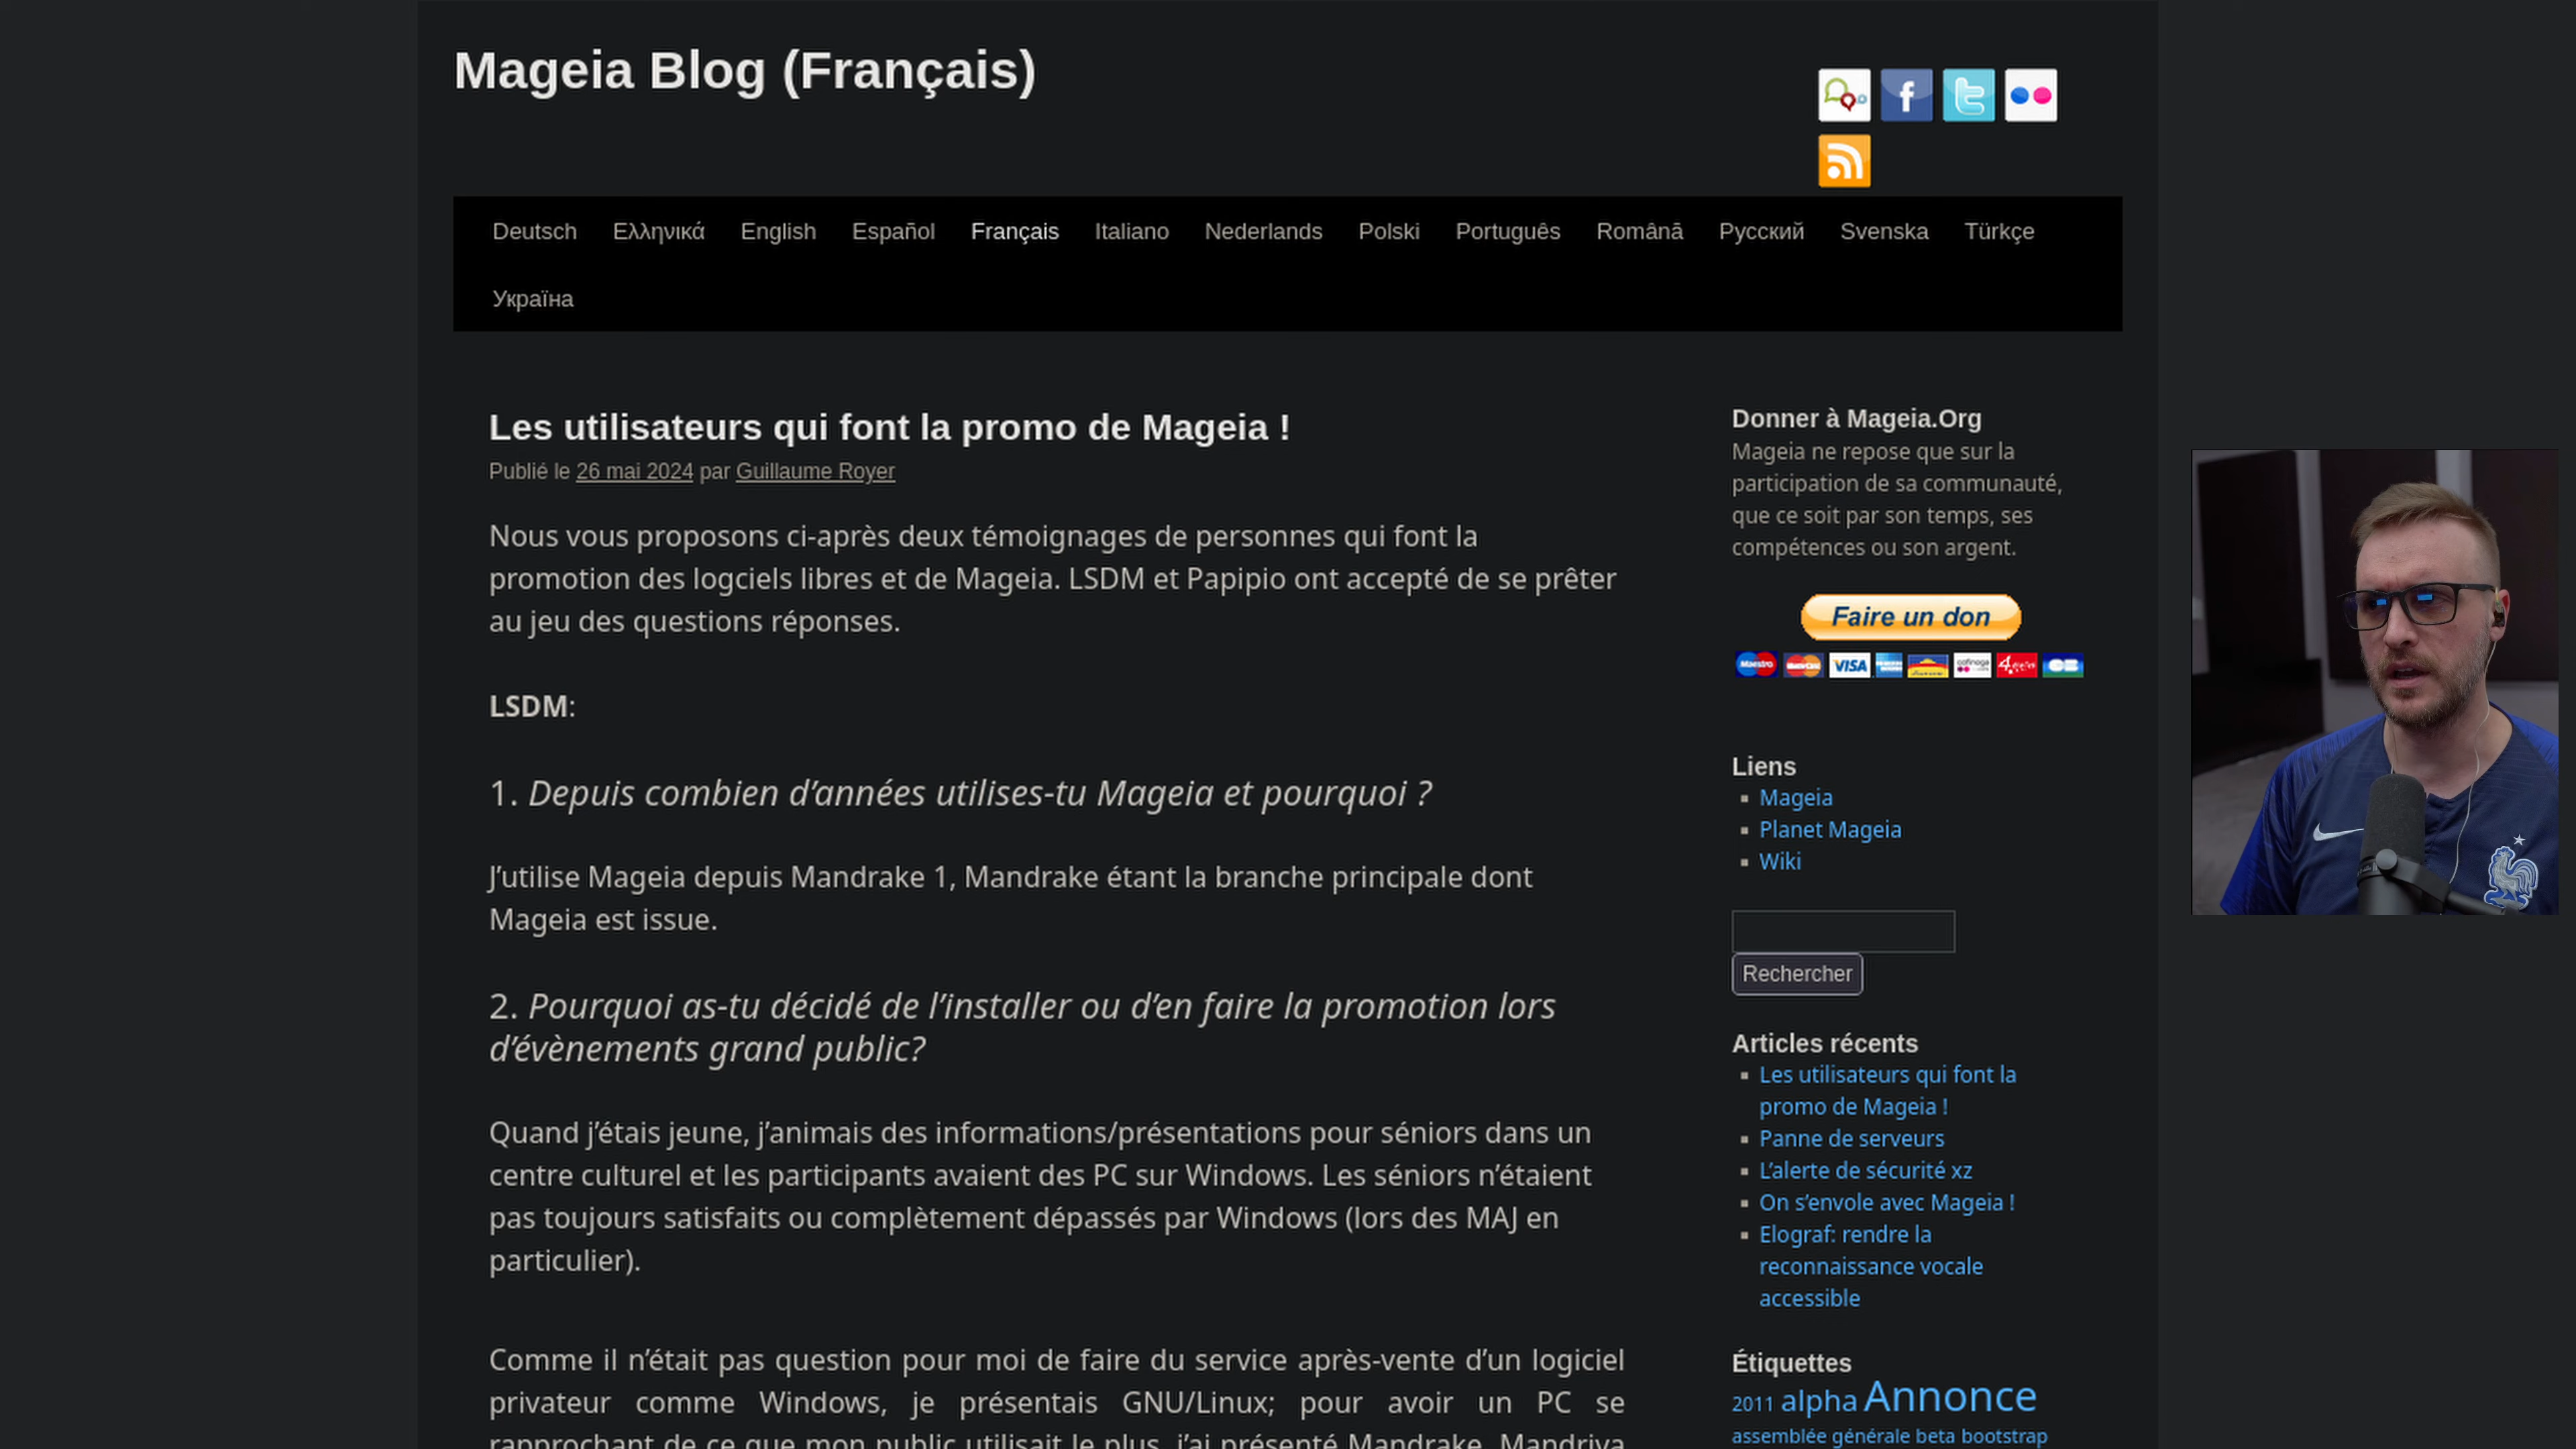 Mageia Blog (Français)
Deutsch Ελληνικά English Español Français Italiano Nederlands Polski Português Română Русский Svenska Türkçe
Україна
Les utilisateurs qui font la promo de Mageia !
Publié le 26 mai 2024 par Guillaume Royer
Nous vous proposons ci-après deux témoignages de personnes qui font la
promotion des logciels libres et de Mageia. LSDM et Papipio ont accepté de se prêter
au jeu des questions réponses.
LSDM:
1. Depuis combien d’années utilises-tu Mageia et pourquoi ?
J’utilise Mageia depuis Mandrake 1, Mandrake étant la branche principale dont
Mageia est issue.
2. Pourquoi as-tu décidé de l’installer ou d’en faire la promotion lors
d’évènements grand public?
Quand j’étais jeune, j’animais des informations/présentations pour séniors dans un
centre culturel et les participants avaient des PC sur Windows. Les séniors n’étaient
pas toujours satisfaits ou complètement dépassés par Windows (lors des MAJ en
particulier).
Comme il n’était pas question pour moi de faire du service après-vente d’un logiciel
privateur comme Windows, je présentais GNU/Linux; pour avoir un PC se
rapprochant de ce que mon public utilisait le plus, j’ai présenté Mandrake, Mandriva
Donner à Mageia.Org
Mageia ne repose que sur la
participation de sa communauté,
que ce soit par son temps, ses
compétences ou son argent.
Faire un don
Maestro MasterCard VISA cofinoga CB
Liens
Mageia
Planet Mageia
Wiki
Rechercher
Articles récents
Les utilisateurs qui font la
promo de Mageia !
Panne de serveurs
L’alerte de sécurité xz
On s’envole avec Mageia !
Elograf: rendre la
reconnaissance vocale
accessible
Étiquettes
2011 alpha Annonce
assemblée générale beta bootstrap